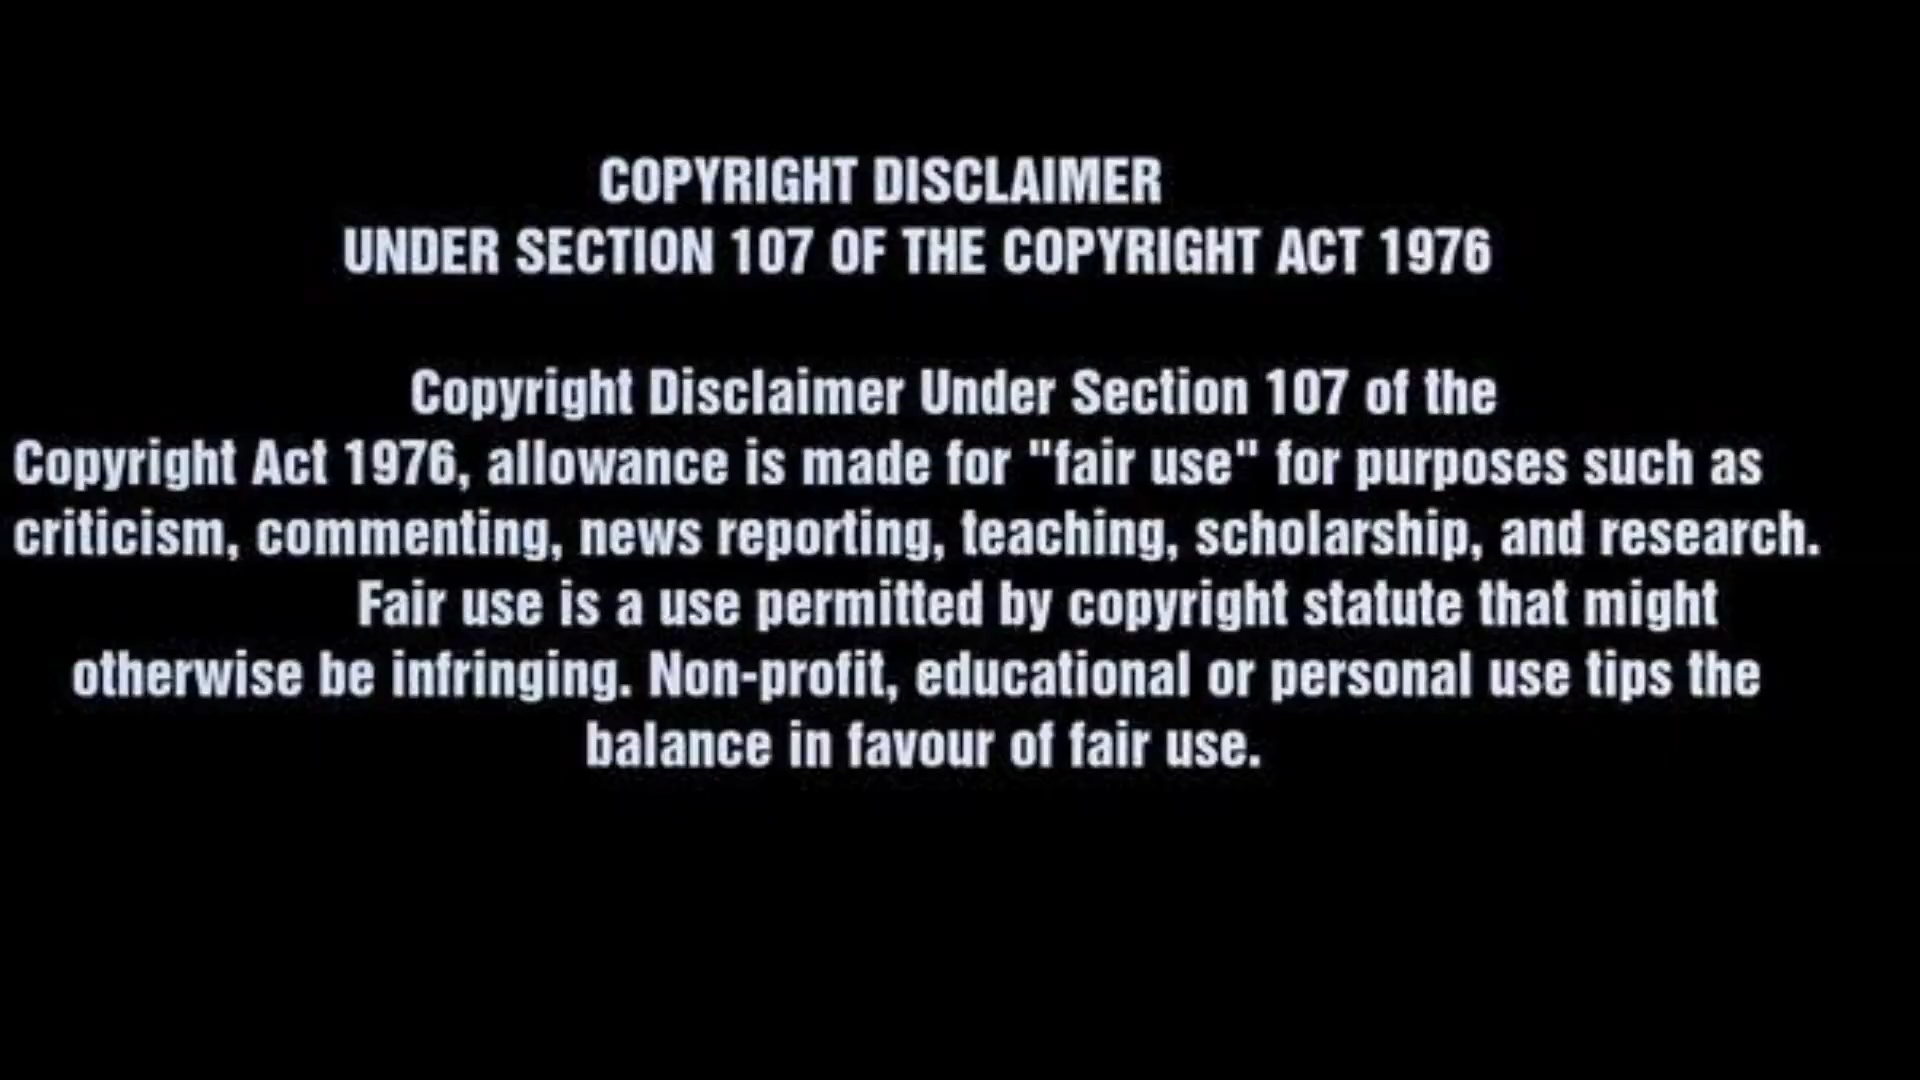 COPYRIGHT DISCLAIMER
UNDER SECTION 107 OF THE COPYRIGHT ACT 1976
Copyright Disclaimer Under Section 107 of the
Copyright Act 1976, allowance is made for "fair use" for purposes such as
criticism, commenting, news reporting, teaching, scholarship, and research.
Fair use is a use permitted by copyright statute that might
otherwise be infringing. Non-profit, educational or personal use tips the
balance in favour of fair use.